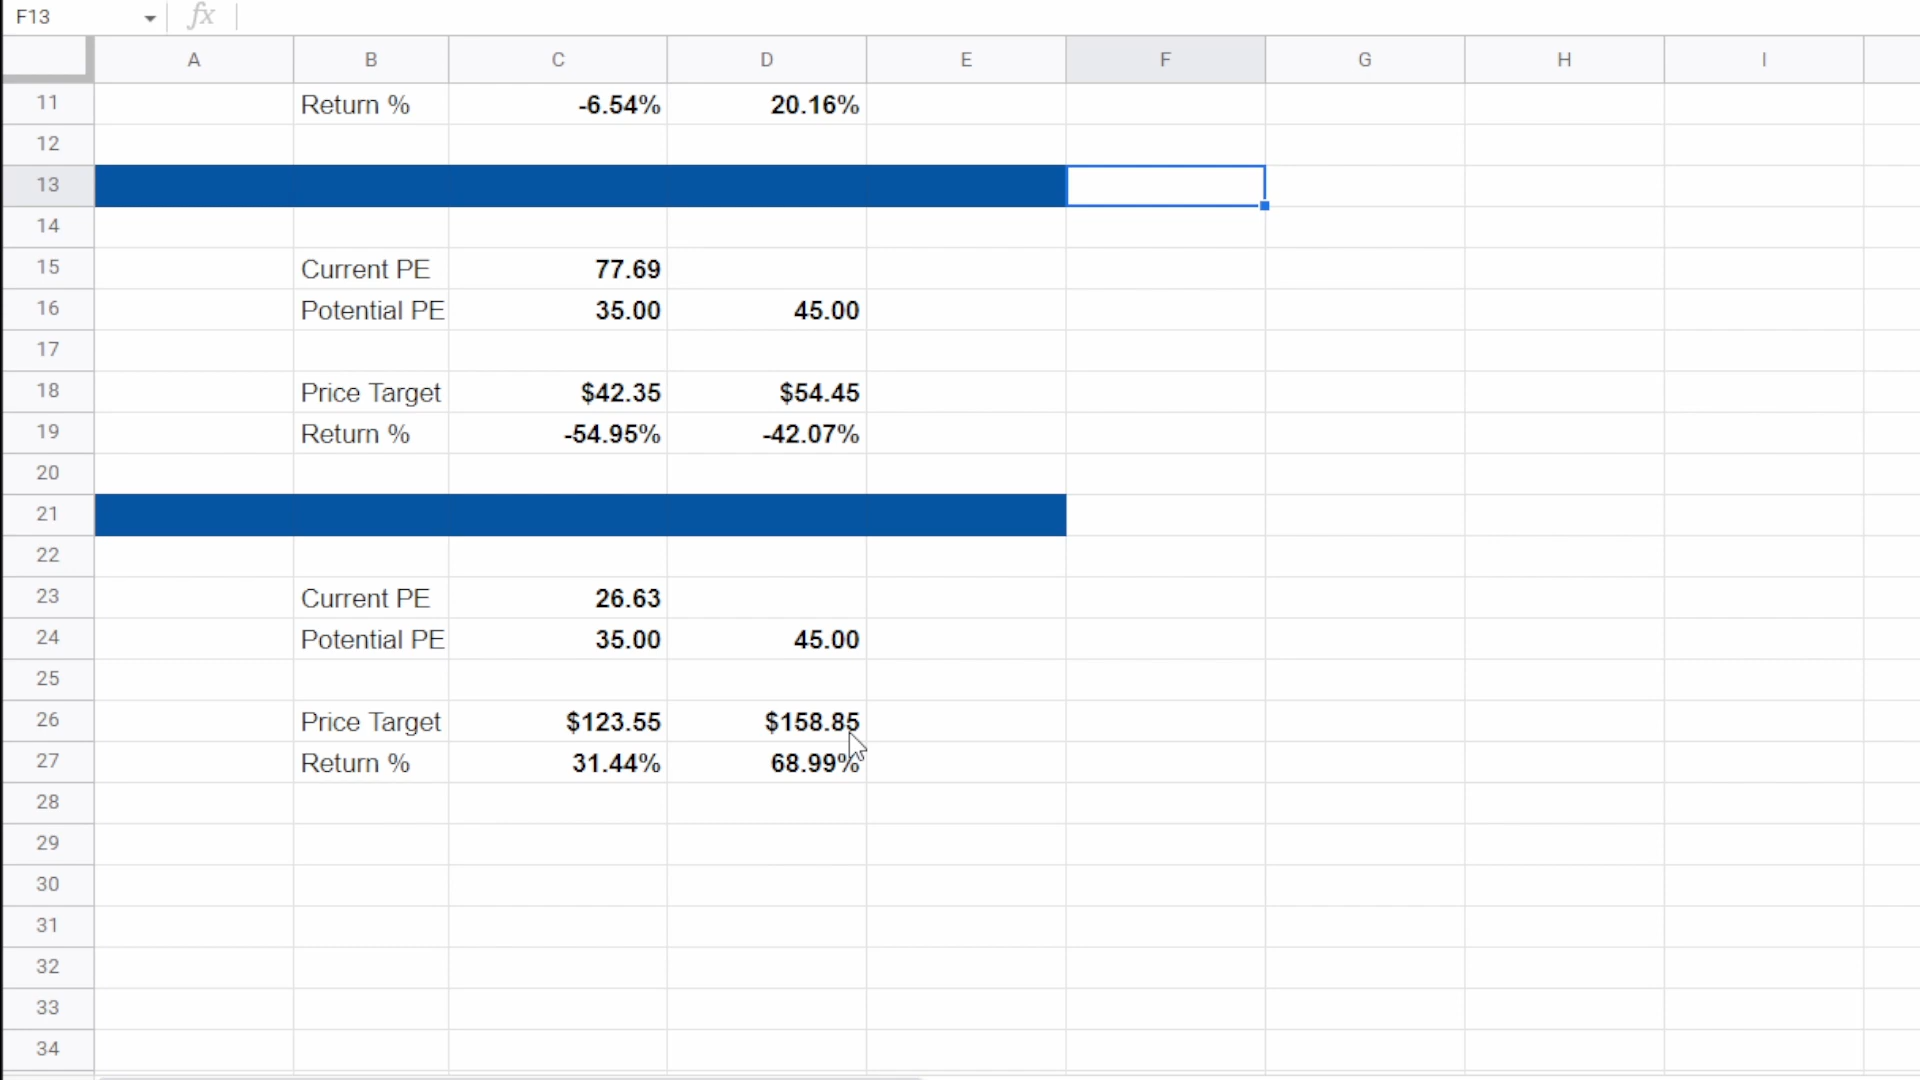 F13 fx
A B C D E F G H I
11 Return % -6.54% 20.16%
12
13
14
15 Current PE 77.69
16 Potential PE 35.00 45.00
17
18 Price Target $42.35 $54.45
19 Return % -54.95% -42.07%
20
21
22
23 Current PE 26.63
24 Potential PE 35.00 45.00
25
26 Price Target $123.55 $158.85
27 Return % 31.44% 68.99%
28
29
30
31
32
33
34